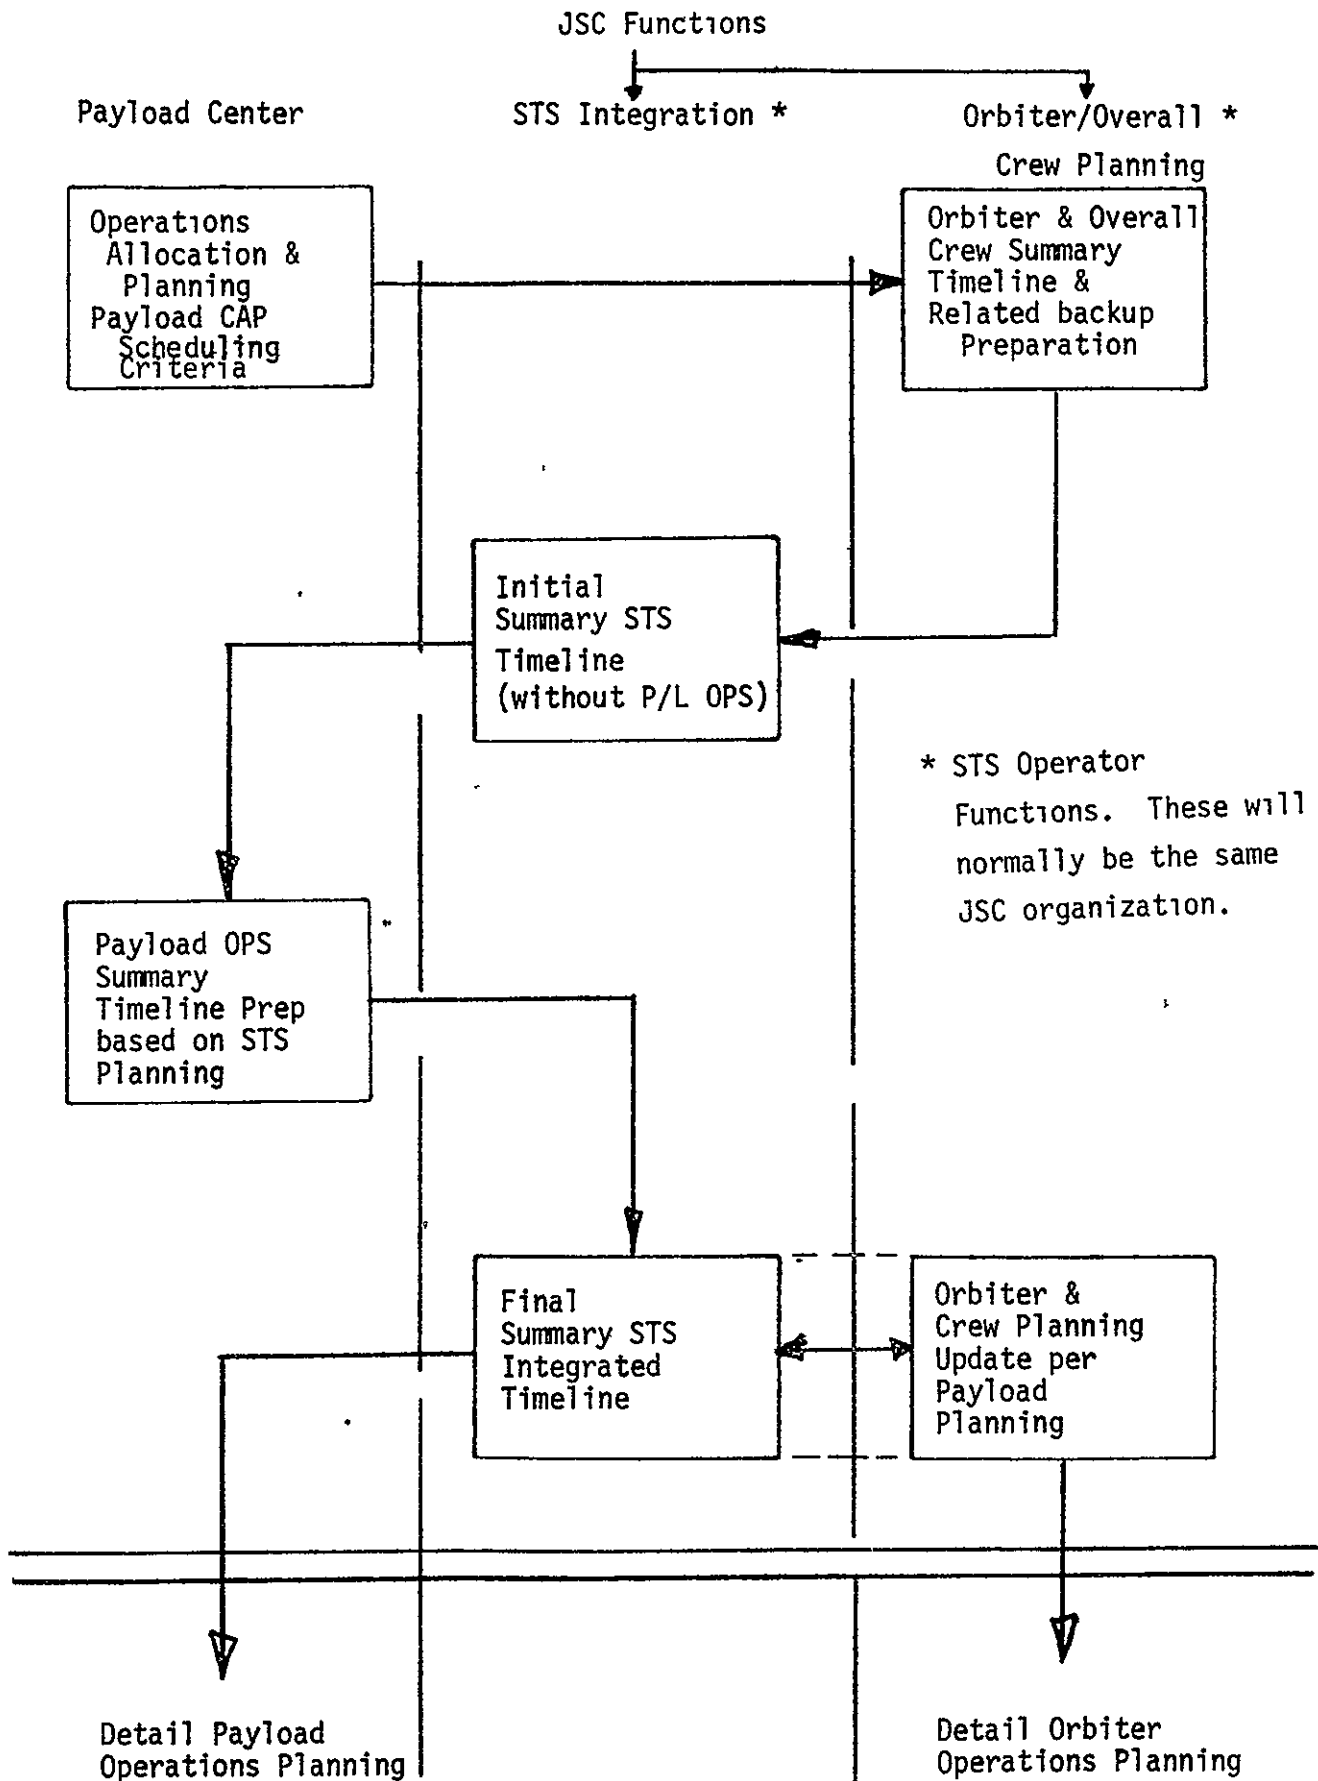 JSC Functions
Payload Center
STS Integration *
Orbiter/Overall *
Crew Planning
Operations
Allocation &
Planning
Payload CAP
Scheduling
Criteria
Orbiter & Overall
Crew Summary
Timeline &
Related backup
Preparation
Initial
Summary STS
Timeline
(without P/L OPS)
* STS Operator
Functions. These will
normally be the same
JSC organization.
Payload OPS
Summary
Timeline Prep
based on STS
Planning
Final
Summary STS
Integrated
Timeline
Orbiter &
Crew Planning
Update per
Payload
Planning
Detail Payload
Operations Planning
Detail Orbiter
Operations Planning